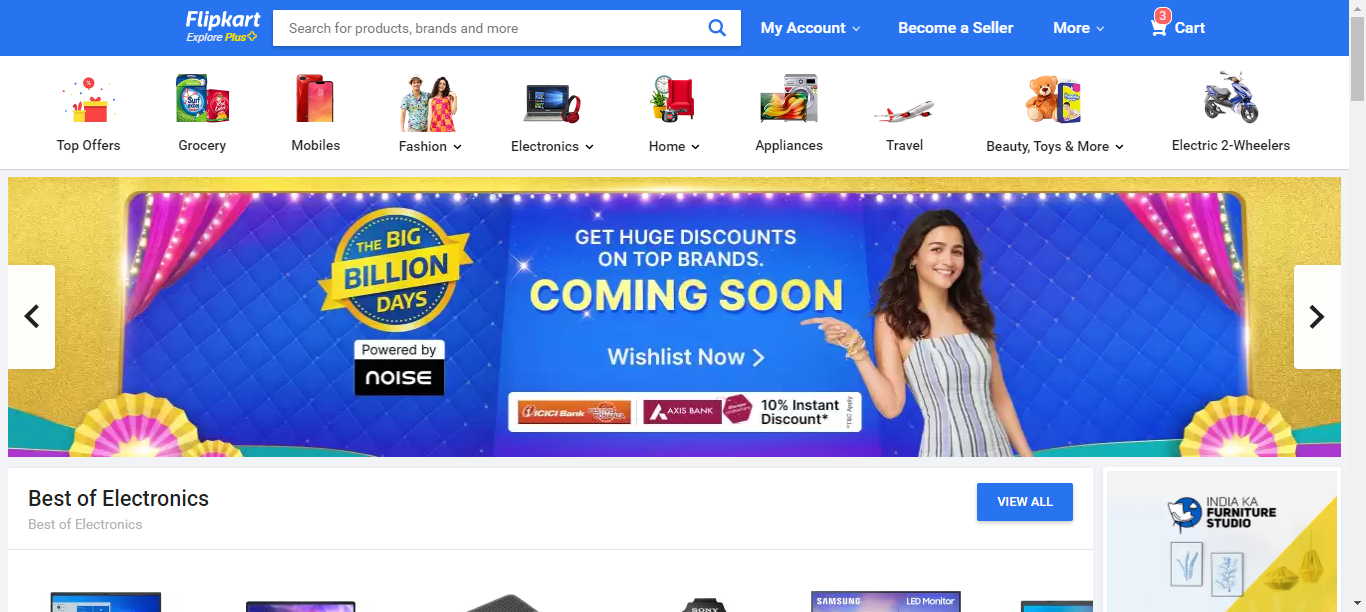 Flipkart
Explore Plus
Search for products, brands and more
My Account
Become a Seller
More
3
Cart
Top Offers
Grocery
Mobiles
Fashion
Electronics
Home
Appliances
Travel
Beauty, Toys & More
Electric 2-Wheelers
THE BIG
BILLION
DAYS
Powered by
noise
GET HUGE DISCOUNTS
ON TOP BRANDS.
COMING SOON
Wishlist Now
ICICI Bank
AXIS BANK
10% Instant
Discount*
*T&C Apply
Best of Electronics
Best of Electronics
VIEW ALL
INDIA KA
FURNITURE
STUDIO
SONY
SAMSUNG
LED Monitor